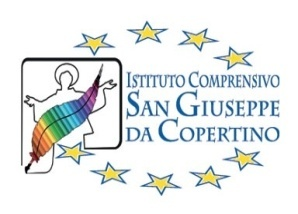 ISTITUTO COMPRENSIVO
SAN GIUSEPPE
DA COPERTINO